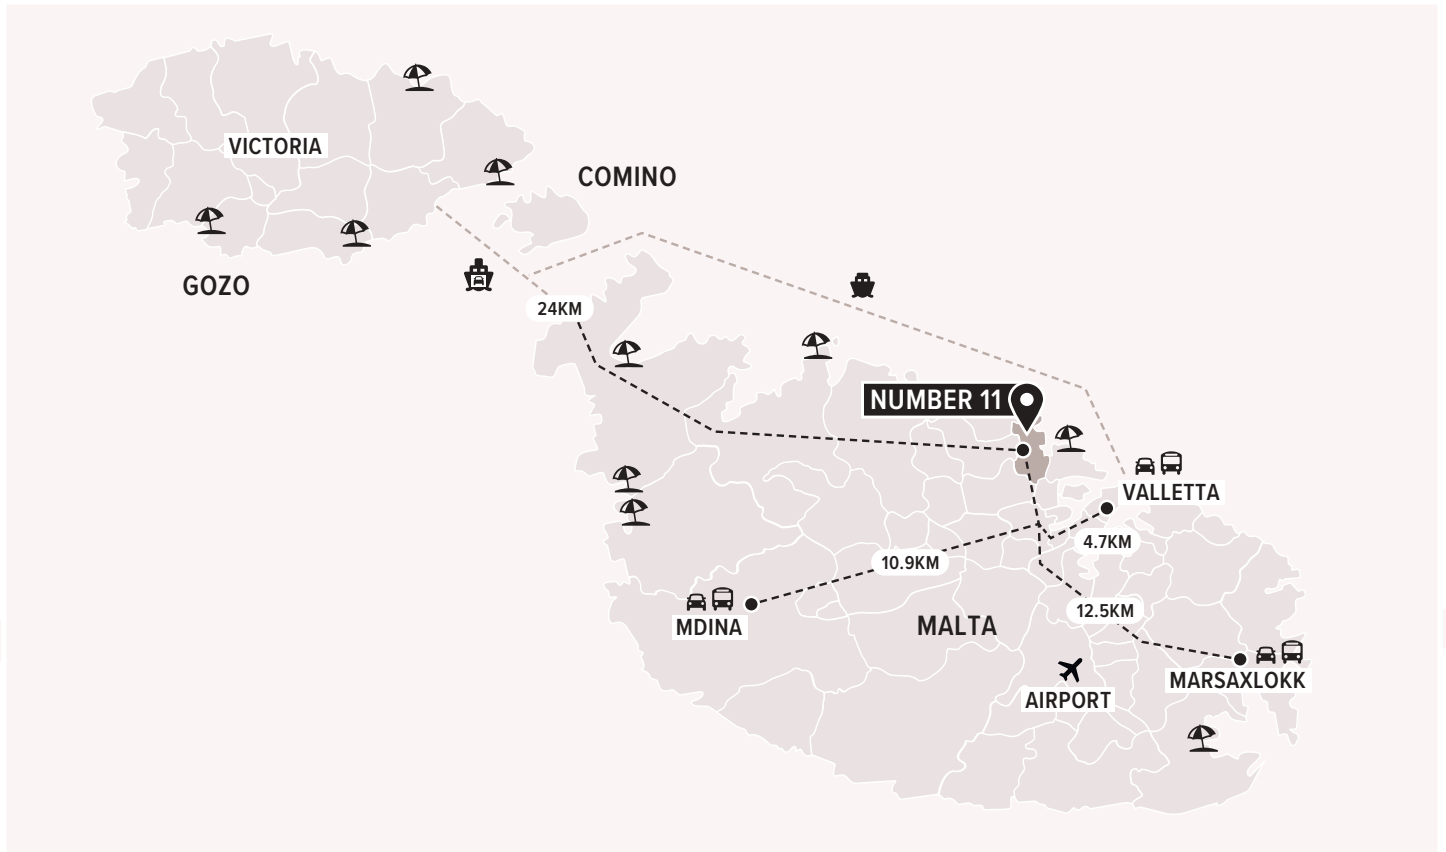 VICTORIA
COMINO
GOZO
24KM
NUMBER 11
VALLETTA
4.7KM
10.9KM
12.5KM
MDINA
MALTA
MARSAXLOKK
AIRPORT